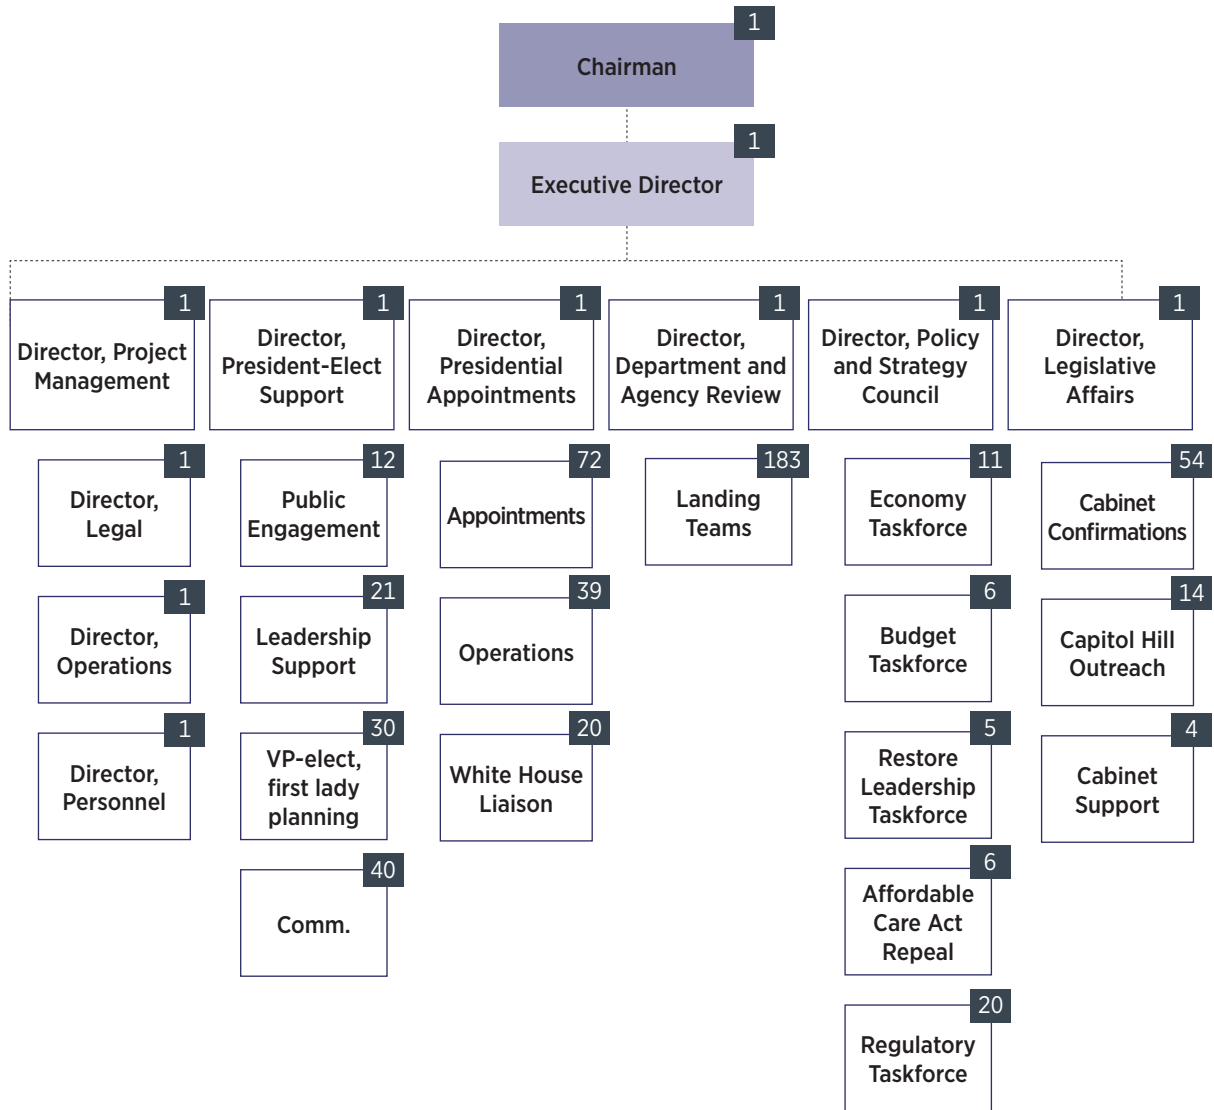 1
Chairman
1
Executive Director
1
Director, Project
Management
1
Director,
Legal
1
Director,
Operations
1
Director,
Personnel
1
Director,
President-Elect
Support
12
Public
Engagement
21
Leadership
Support
30
VP-elect,
first lady
planning
40
Comm.
1
Director,
Presidential
Appointments
72
Appointments
39
Operations
20
White House
Liaison
1
Director,
Department and
Agency Review
183
Landing
Teams
1
Director, Policy
and Strategy
Council
11
Economy
Taskforce
6
Budget
Taskforce
5
Restore
Leadership
Taskforce
6
Affordable
Care Act
Repeal
20
Regulatory
Taskforce
1
Director,
Legislative
Affairs
54
Cabinet
Confirmations
14
Capitol Hill
Outreach
4
Cabinet
Support